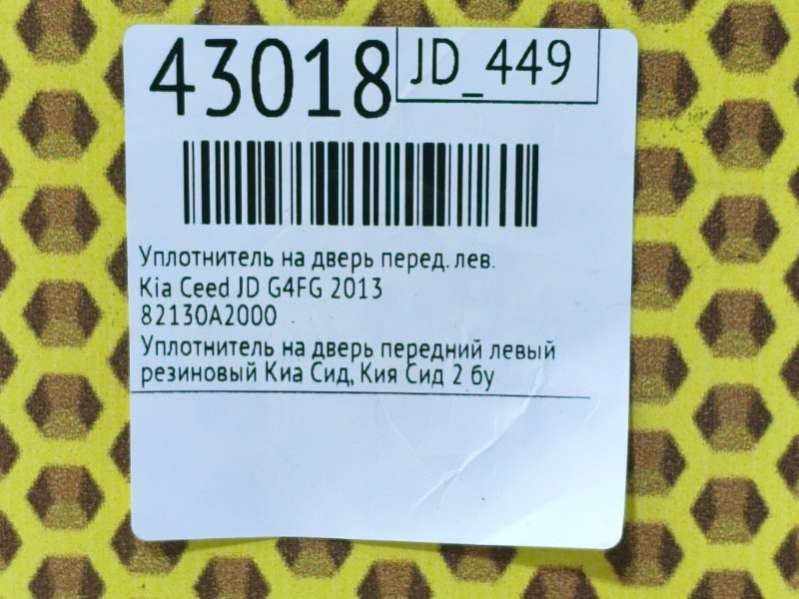 43018
JD_449
Уплотнитель на дверь перед. лев.
Kia Ceed JD G4FG 2013
82130A2000
Уплотнитель на дверь передний левый
резиновый Киа Сид, Кия Сид 2 бу